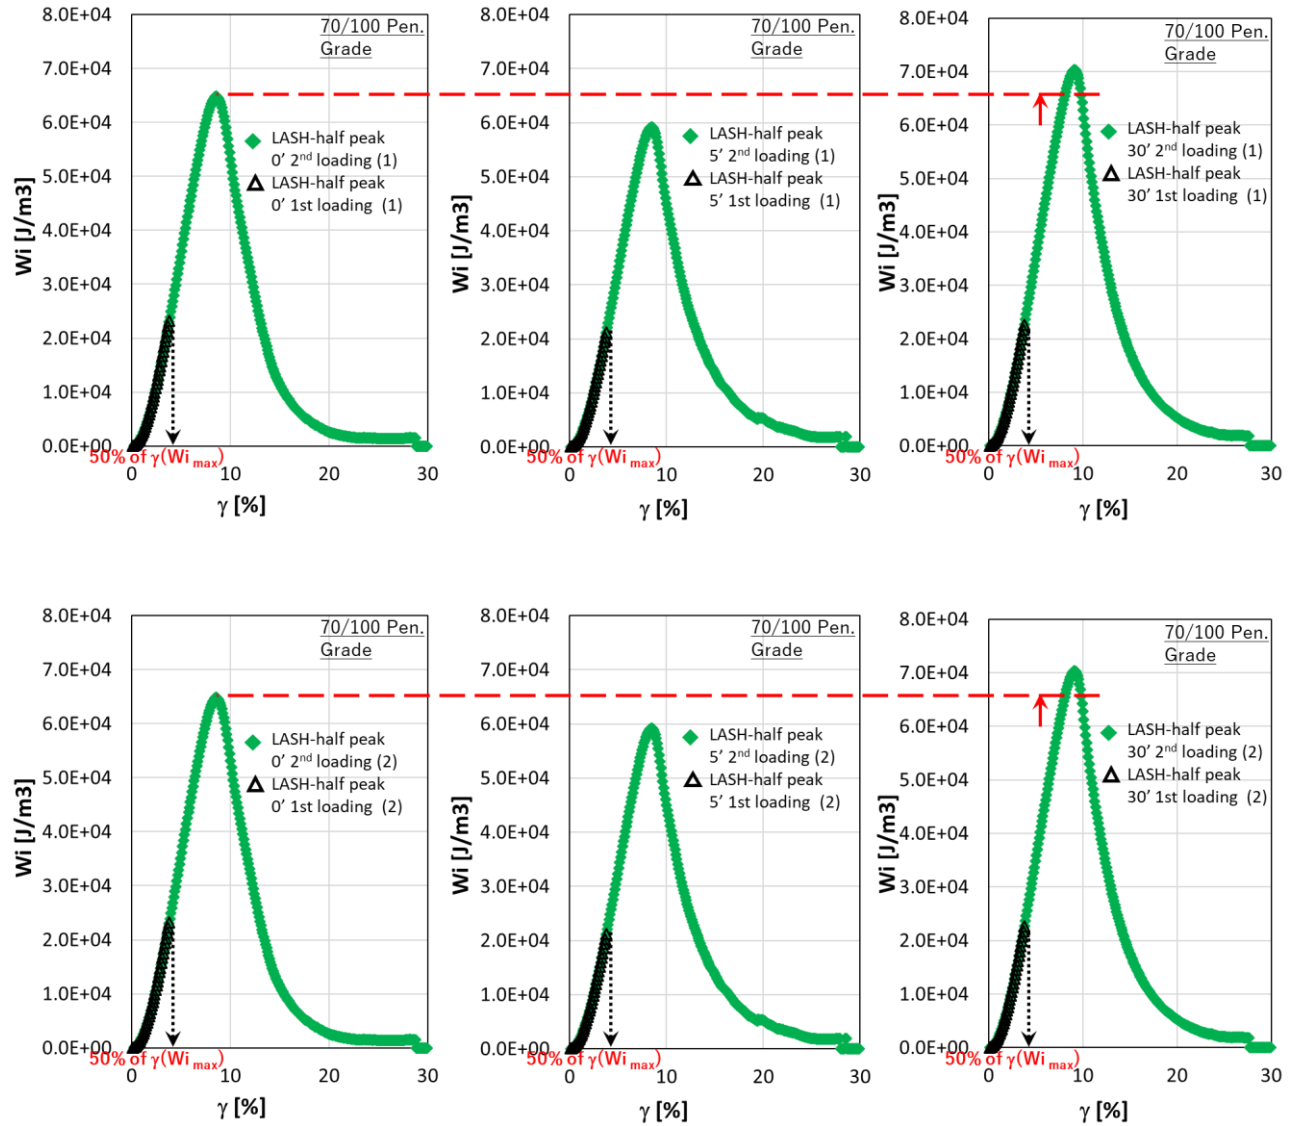 8.0E+04
7.0E+04
6.0E+04
5.0E+04
4.0E+04
3.0E+04
2.0E+04
1.0E+04
0.0E+00
Wi [J/m3]
70/100 Pen.
Grade
LASH-half peak
0' 2nd loading (1)
LASH-half peak
0' 1st loading (1)
50% of γ(Wi max)
0
10
20
30
γ [%]
8.0E+04
7.0E+04
6.0E+04
5.0E+04
4.0E+04
3.0E+04
2.0E+04
1.0E+04
0.0E+00
Wi [J/m3]
70/100 Pen.
Grade
LASH-half peak
5' 2nd loading (1)
LASH-half peak
5' 1st loading (1)
50% of γ(Wi max)
0
10
20
30
γ [%]
8.0E+04
7.0E+04
6.0E+04
5.0E+04
4.0E+04
3.0E+04
2.0E+04
1.0E+04
0.0E+00
Wi [J/m3]
70/100 Pen.
Grade
LASH-half peak
30' 2nd loading (1)
LASH-half peak
30' 1st loading (1)
50% of γ(Wi max)
0
10
20
30
γ [%]
8.0E+04
7.0E+04
6.0E+04
5.0E+04
4.0E+04
3.0E+04
2.0E+04
1.0E+04
0.0E+00
Wi [J/m3]
70/100 Pen.
Grade
LASH-half peak
0' 2nd loading (2)
LASH-half peak
0' 1st loading (2)
50% of γ(Wi max)
0
10
20
30
γ [%]
8.0E+04
7.0E+04
6.0E+04
5.0E+04
4.0E+04
3.0E+04
2.0E+04
1.0E+04
0.0E+00
Wi [J/m3]
70/100 Pen.
Grade
LASH-half peak
5' 2nd loading (2)
LASH-half peak
5' 1st loading (2)
50% of γ(Wi max)
0
10
20
30
γ [%]
8.0E+04
7.0E+04
6.0E+04
5.0E+04
4.0E+04
3.0E+04
2.0E+04
1.0E+04
0.0E+00
Wi [J/m3]
70/100 Pen.
Grade
LASH-half peak
30' 2nd loading (2)
LASH-half peak
30' 1st loading (2)
50% of γ(Wi max)
0
10
20
30
γ [%]